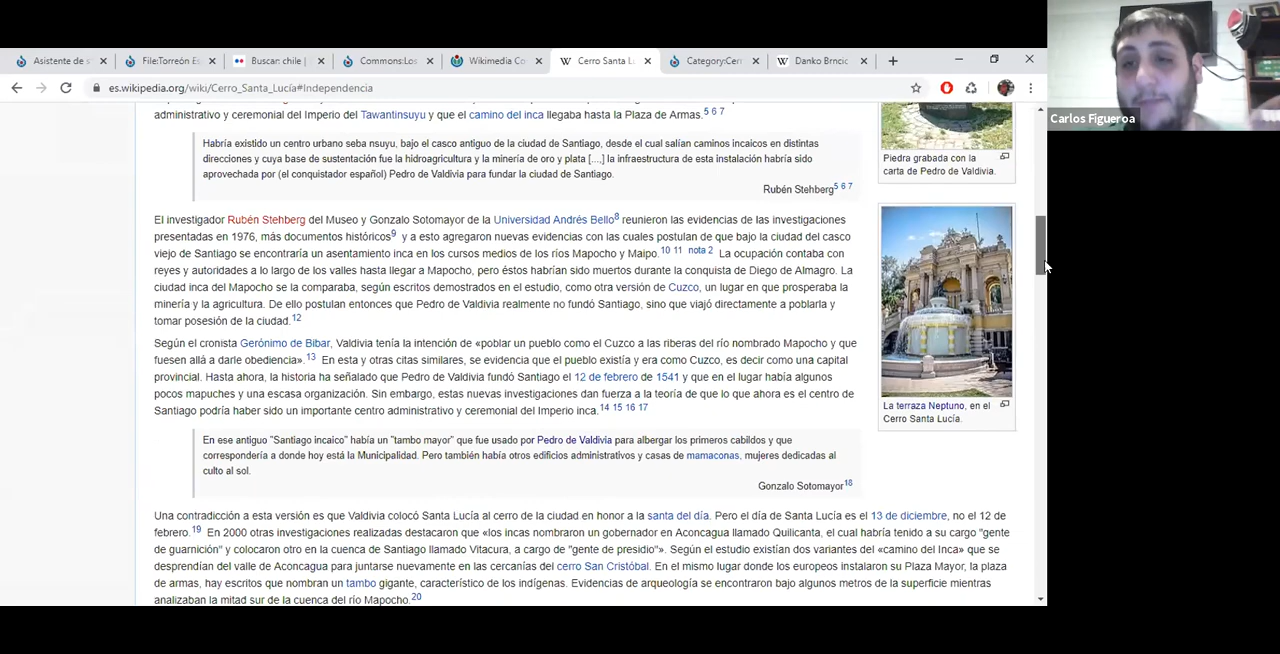 Asistente de s
File:Torreón E
Buscar: chile |
Commons:Los
Wikimedia Co
Cerro Santa L
Category:Cerr
Danko Brncic
es.wikipedia.org/wiki/Cerro_Santa_Lucía#Independencia
Carlos Figueroa
administrativo y ceremonial del Imperio del Tawantinsuyu y que el camino del inca llegaba hasta la Plaza de Armas.5 6 7
Habría existido un centro urbano seba nsuyu, bajo el casco antiguo de la ciudad de Santiago, desde el cual salían caminos incaicos en distintas
direcciones y cuya base de sustentación fue la hidroagricultura y la minería de oro y plata [....] la infraestructura de esta instalación habría sido
aprovechada por (el conquistador español) Pedro de Valdivia para fundar la ciudad de Santiago.
Rubén Stehberg5 6 7
El investigador Rubén Stehberg del Museo y Gonzalo Sotomayor de la Universidad Andrés Bello8 reunieron las evidencias de las investigaciones
presentadas en 1976, más documentos históricos9 y a esto agregaron nuevas evidencias con las cuales postulan de que bajo la ciudad del casco
viejo de Santiago se encontraría un asentamiento inca en los cursos medios de los ríos Mapocho y Maipo.10 11 nota 2 La ocupación contaba con
reyes y autoridades a lo largo de los valles hasta llegar a Mapocho, pero éstos habrían sido muertos durante la conquista de Diego de Almagro. La
ciudad inca del Mapocho se la comparaba, según escritos demostrados en el estudio, como otra versión de Cuzco, un lugar en que prosperaba la
minería y la agricultura. De ello postulan entonces que Pedro de Valdivia realmente no fundó Santiago, sino que viajó directamente a poblarla y
tomar posesión de la ciudad.12
Según el cronista Gerónimo de Bibar, Valdivia tenía la intención de «poblar un pueblo como el Cuzco a las riberas del río nombrado Mapocho y que
fuesen allá a darle obediencia».13 En esta y otras citas similares, se evidencia que el pueblo existía y era como Cuzco, es decir como una capital
provincial. Hasta ahora, la historia ha señalado que Pedro de Valdivia fundó Santiago el 12 de febrero de 1541 y que en el lugar había algunos
pocos mapuches y una escasa organización. Sin embargo, estas nuevas investigaciones dan fuerza a la teoría de que lo que ahora es el centro de
Santiago podría haber sido un importante centro administrativo y ceremonial del Imperio inca.14 15 16 17
En ese antiguo "Santiago incaico" había un "tambo mayor" que fue usado por Pedro de Valdivia para albergar los primeros cabildos y que
correspondería a donde hoy está la Municipalidad. Pero también había otros edificios administrativos y casas de mamaconas, mujeres dedicadas al
culto al sol.
Gonzalo Sotomayor18
Una contradicción a esta versión es que Valdivia colocó Santa Lucía al cerro de la ciudad en honor a la santa del día. Pero el día de Santa Lucía es el 13 de diciembre, no el 12 de
febrero.19 En 2000 otras investigaciones realizadas destacaron que «los incas nombraron un gobernador en Aconcagua llamado Quilicanta, el cual habría tenido a su cargo "gente
de guarnición" y colocaron otro en la cuenca de Santiago llamado Vitacura, a cargo de "gente de presidio"». Según el estudio existían dos variantes del «camino del Inca» que se
desprendían del valle de Aconcagua para juntarse nuevamente en las cercanías del cerro San Cristóbal. En el mismo lugar donde los europeos instalaron su Plaza Mayor, la plaza
de armas, hay escritos que nombran un tambo gigante, característico de los indígenas. Evidencias de arqueología se encontraron bajo algunos metros de la superficie mientras
analizaban la mitad sur de la cuenca del río Mapocho.20
Piedra grabada con la
carta de Pedro de Valdivia.
La terraza Neptuno, en el
Cerro Santa Lucía.